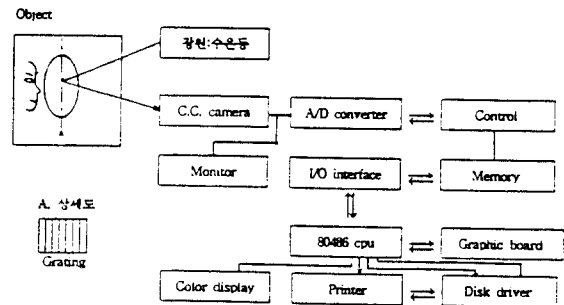 Object
광원:수은등
C.C. camera
A/D converter
Control
Monitor
I/O interface
Memory
A. 상세도
Grating
80486 cpu
Graphic board
Color display
Printer
Disk driver